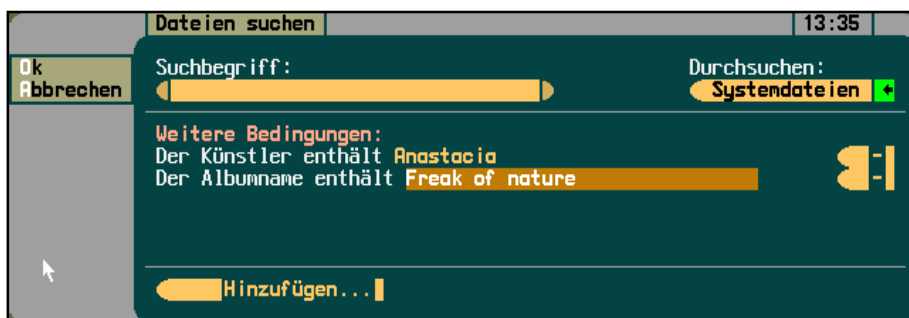 Dateien suchen
13:35
Ok
Abbrechen
Suchbegriff:
Durchsuchen:
Systemdateien
Weitere Bedingungen:
Der Künstler enthält Anastacia
Der Albumname enthält Freak of nature
Hinzufügen...